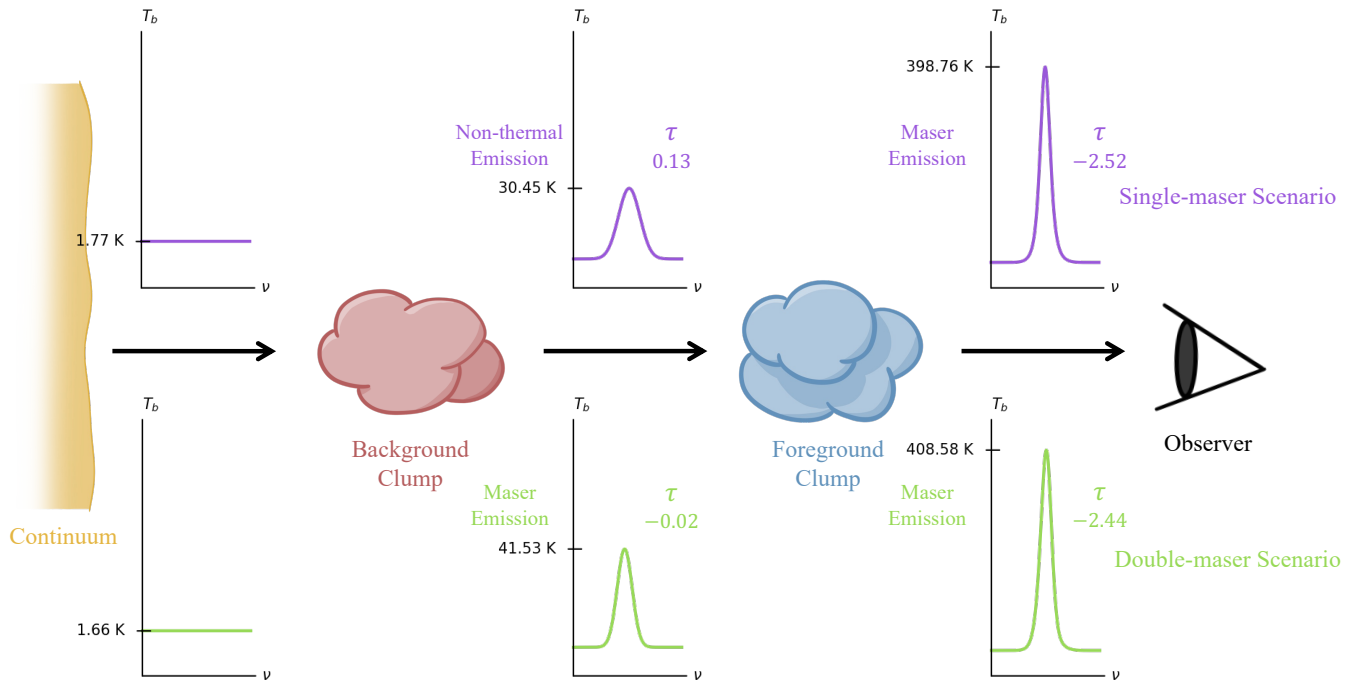 T_b
1.77 K
ν
T_b
Non-thermal
Emission
τ
0.13
30.45 K
ν
T_b
398.76 K
Maser
Emission
τ
−2.52
Single-maser Scenario
ν
Continuum
Background
Clump
Foreground
Clump
Observer
T_b
1.66 K
ν
T_b
Maser
Emission
τ
−0.02
41.53 K
ν
T_b
408.58 K
Maser
Emission
τ
−2.44
Double-maser Scenario
ν